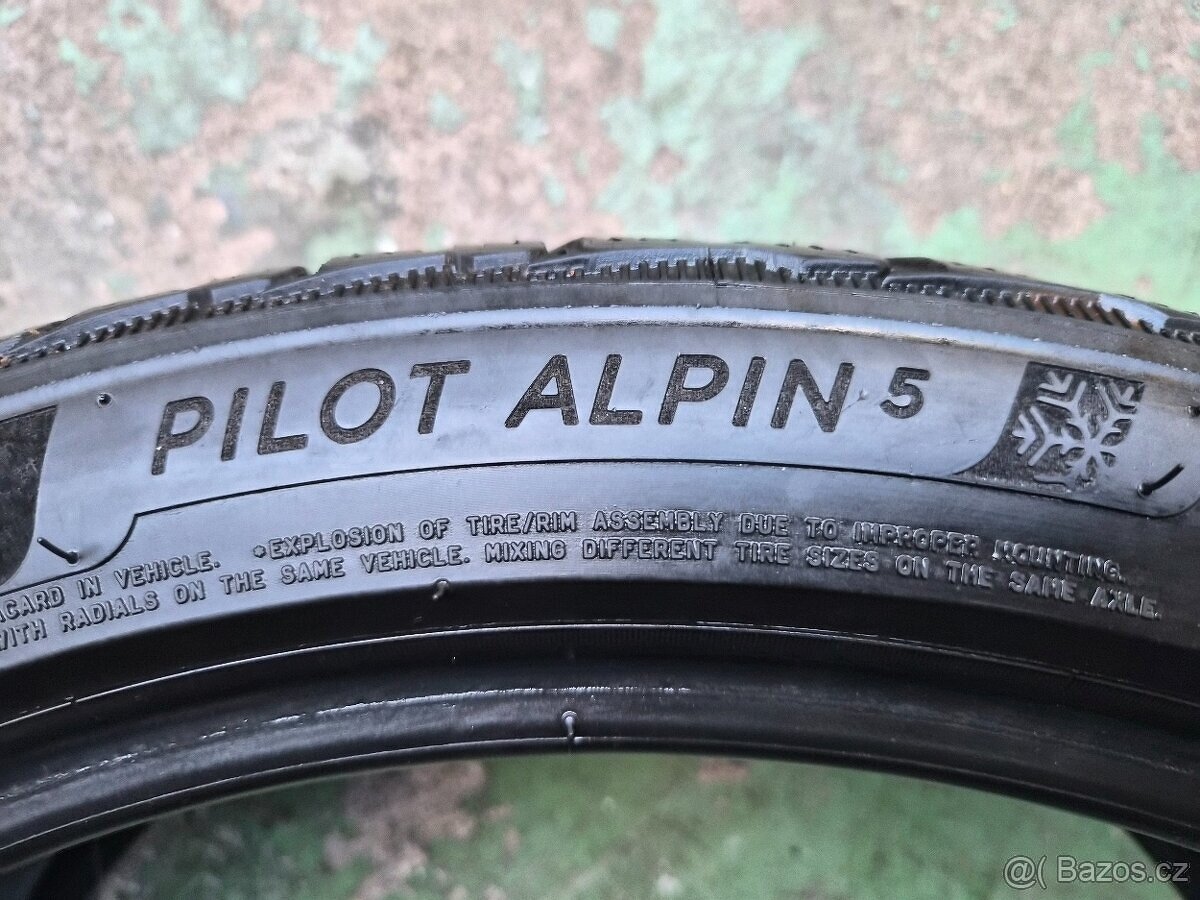 PILOT ALPIN 5
IN VEHICLE. •EXPLOSION OF TIRE/RIM ASSEMBLY DUE TO IMPROPER MOUNTING.
WITH RADIALS ON THE SAME VEHICLE. MIXING DIFFERENT TIRE SIZES ON THE SAME AXLE.
@( Bazos.cz